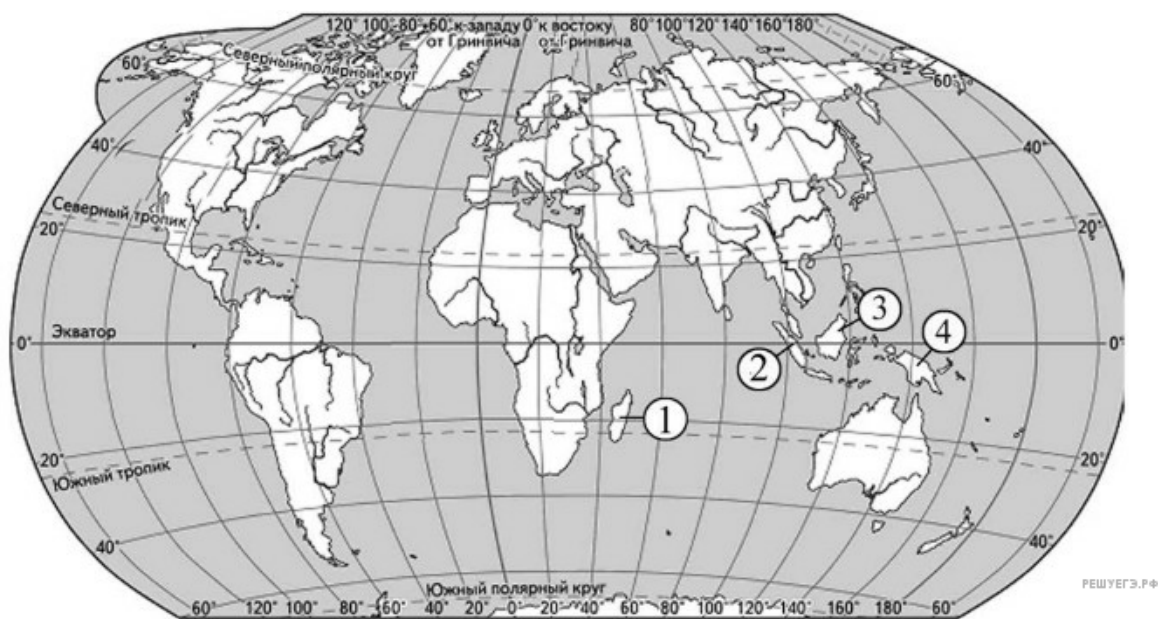 120° 100° 80° 60° к западу 0° к востоку 80° 100° 120° 140° 160° 180°
от Гринвича от Гринвича
Северный полярный круг
60° 60°
40° 40°
Северный тропик
20° 20°
3
Экватор
4
0° 0°
2
1
20° 20°
Южный тропик
40° 40°
Южный полярный круг
РЕШУЕГЭ.РФ
60° 120° 100° 80° 60° 40° 20° 0° 20° 40° 60° 80° 100° 120° 140° 160° 180° 60°